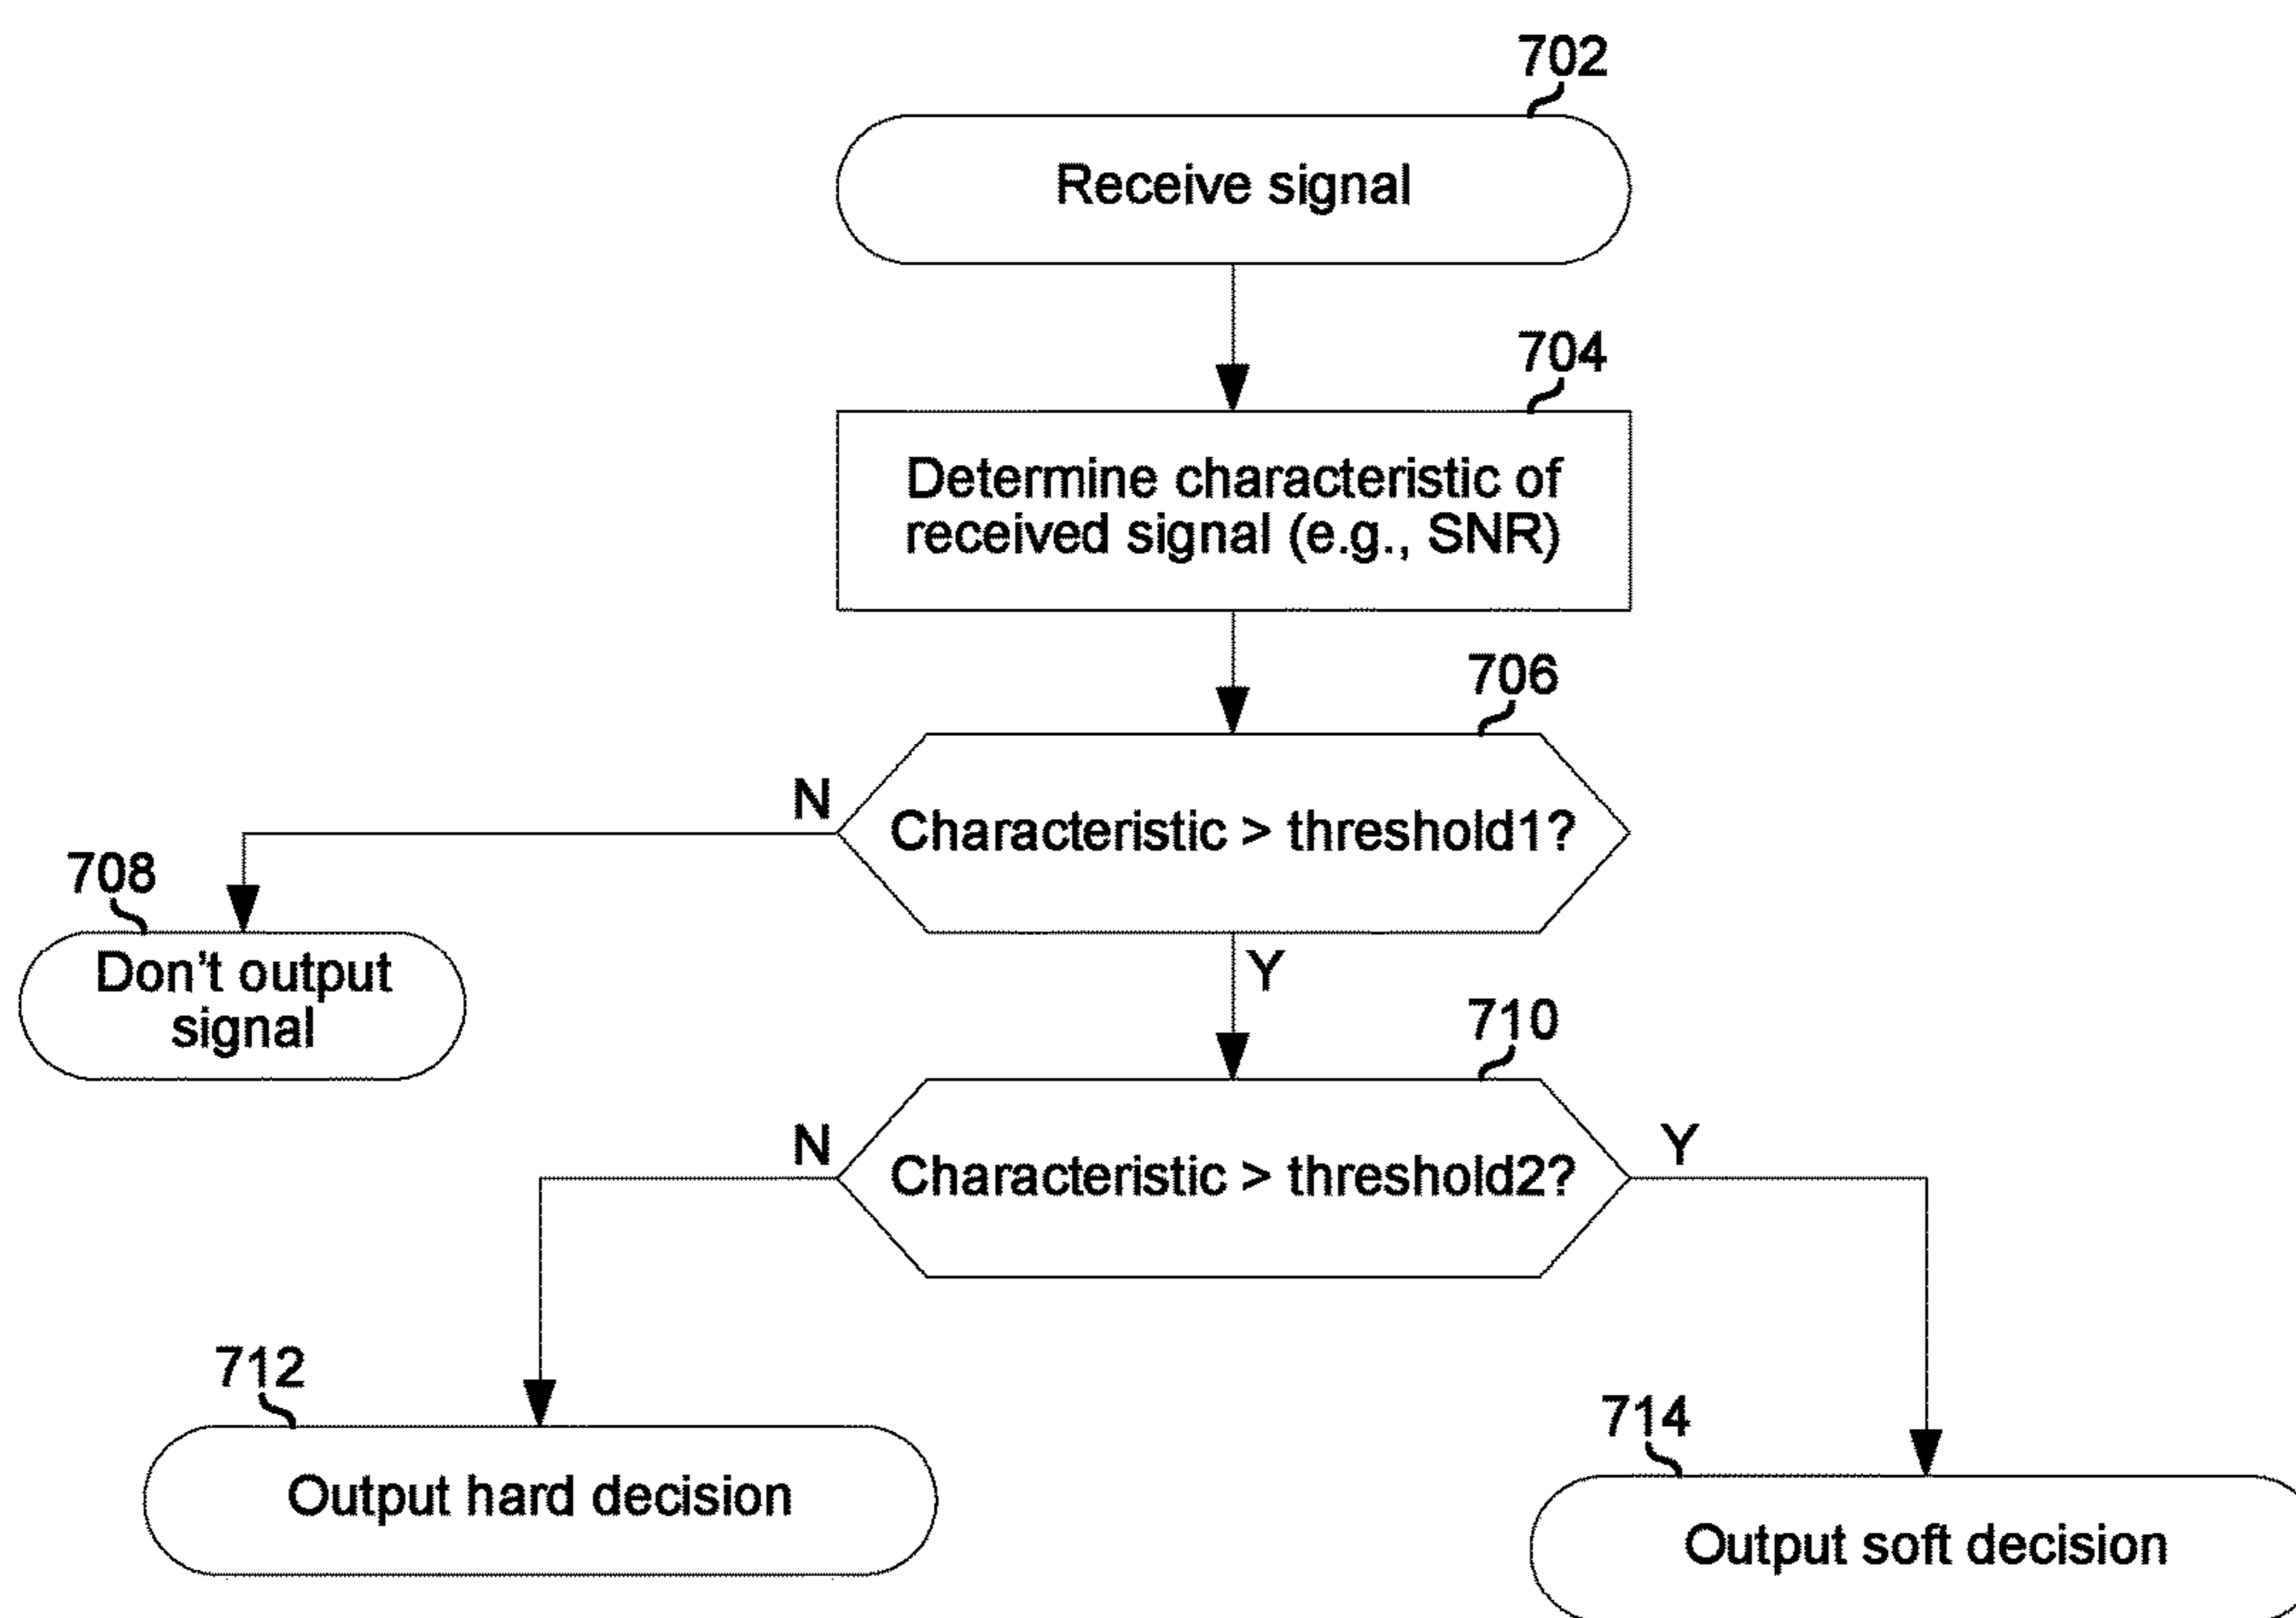 702
Receive signal
704
Determine characteristic of
received signal (e.g., SNR)
706
N
Characteristic > threshold1?
708
Don't output
signal
Y
710
N
Characteristic > threshold2?
Y
712
Output hard decision
714
Output soft decision